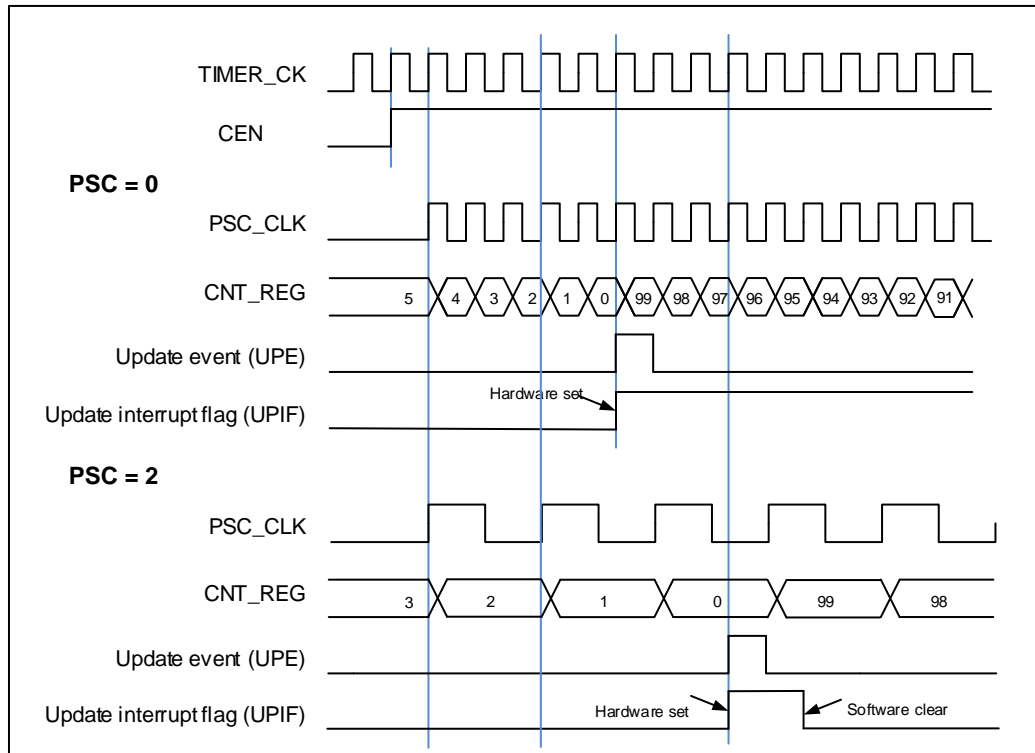 TIMER_CK
CEN
PSC = 0
PSC_CLK
CNT_REG 5 4 3 2 1 0 99 98 97 96 95 94 93 92 91
Update event (UPE)
Hardware set
Update interrupt flag (UPIF)
PSC = 2
PSC_CLK
CNT_REG 3 2 1 0 99 98
Update event (UPE)
Update interrupt flag (UPIF) Hardware set Software clear